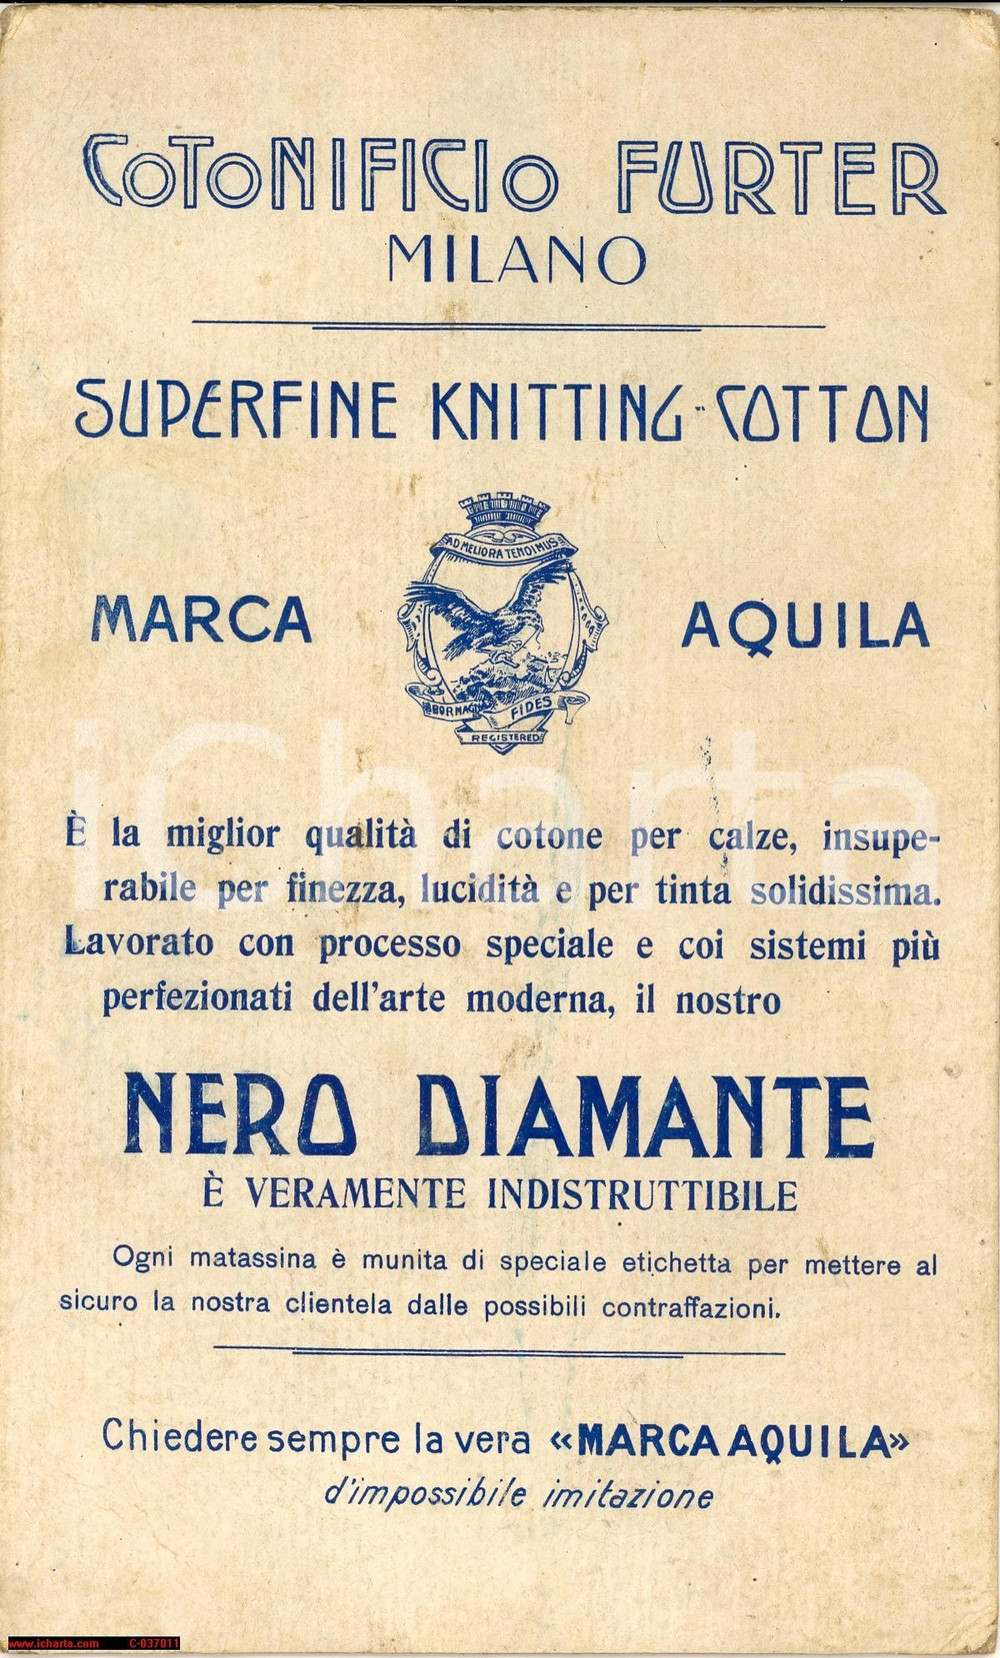 COTONIFICIO FURTER
MILANO
SUPERFINE KNITTING-COTTON
AD MELIORA TENDIMUS
MARCA AQUILA
FIDES
REGISTERED
È la miglior qualità di cotone per calze, insupe-
rabile per finezza, lucidità e per tinta solidissima.
Lavorato con processo speciale e coi sistemi più
perfezionati dell'arte moderna, il nostro
NERO DIAMANTE
È VERAMENTE INDISTRUTTIBILE
Ogni matassina è munita di speciale etichetta per mettere al
sicuro la nostra clientela dalle possibili contraffazioni.
Chiedere sempre la vera «MARCA AQUILA»
d'impossibile imitazione
iCharta
www.icharta.com C-037011